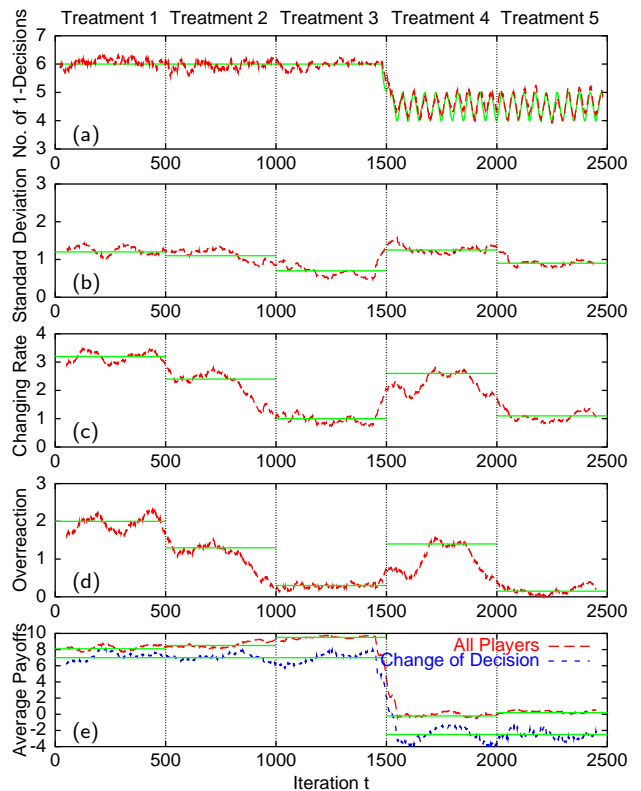 Treatment 1 Treatment 2 Treatment 3 Treatment 4 Treatment 5
No. of 1-Decisions
6
5
4
3
(a)
0 500 1000 1500 2000 2500
Standard Deviation
3
2
1
0
(b)
0 500 1000 1500 2000 2500
Changing Rate
4
3
2
1
0
(c)
0 500 1000 1500 2000 2500
Overreaction
3
2
1
0
(d)
0 500 1000 1500 2000 2500
Average Payoffs
10
8
6
4
2
0
-2
-4
All Players
Change of Decision
(e)
0 500 1000 1500 2000 2500
Iteration t